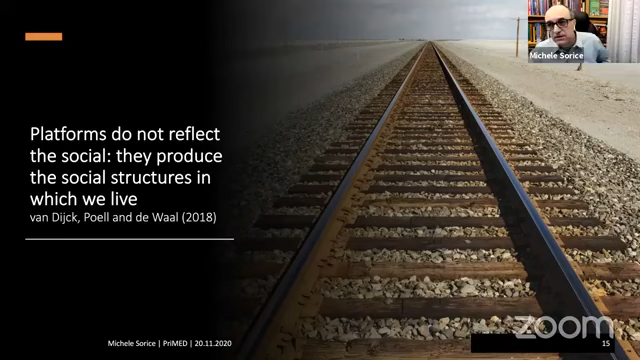 Michele Sorice
Platforms do not reflect
the social: they produce
the social structures in
which we live
van Dijck, Poell and de Waal (2018)
Michele Sorice | PriMED | 20.11.2020
zoom
15